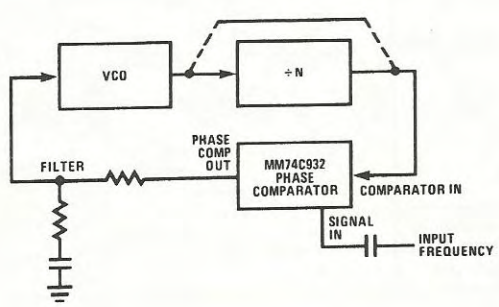 VCO
÷N
PHASE
COMP
OUT
MM74C932
PHASE
COMPARATOR
FILTER
COMPARATOR IN
SIGNAL
IN
INPUT
FREQUENCY